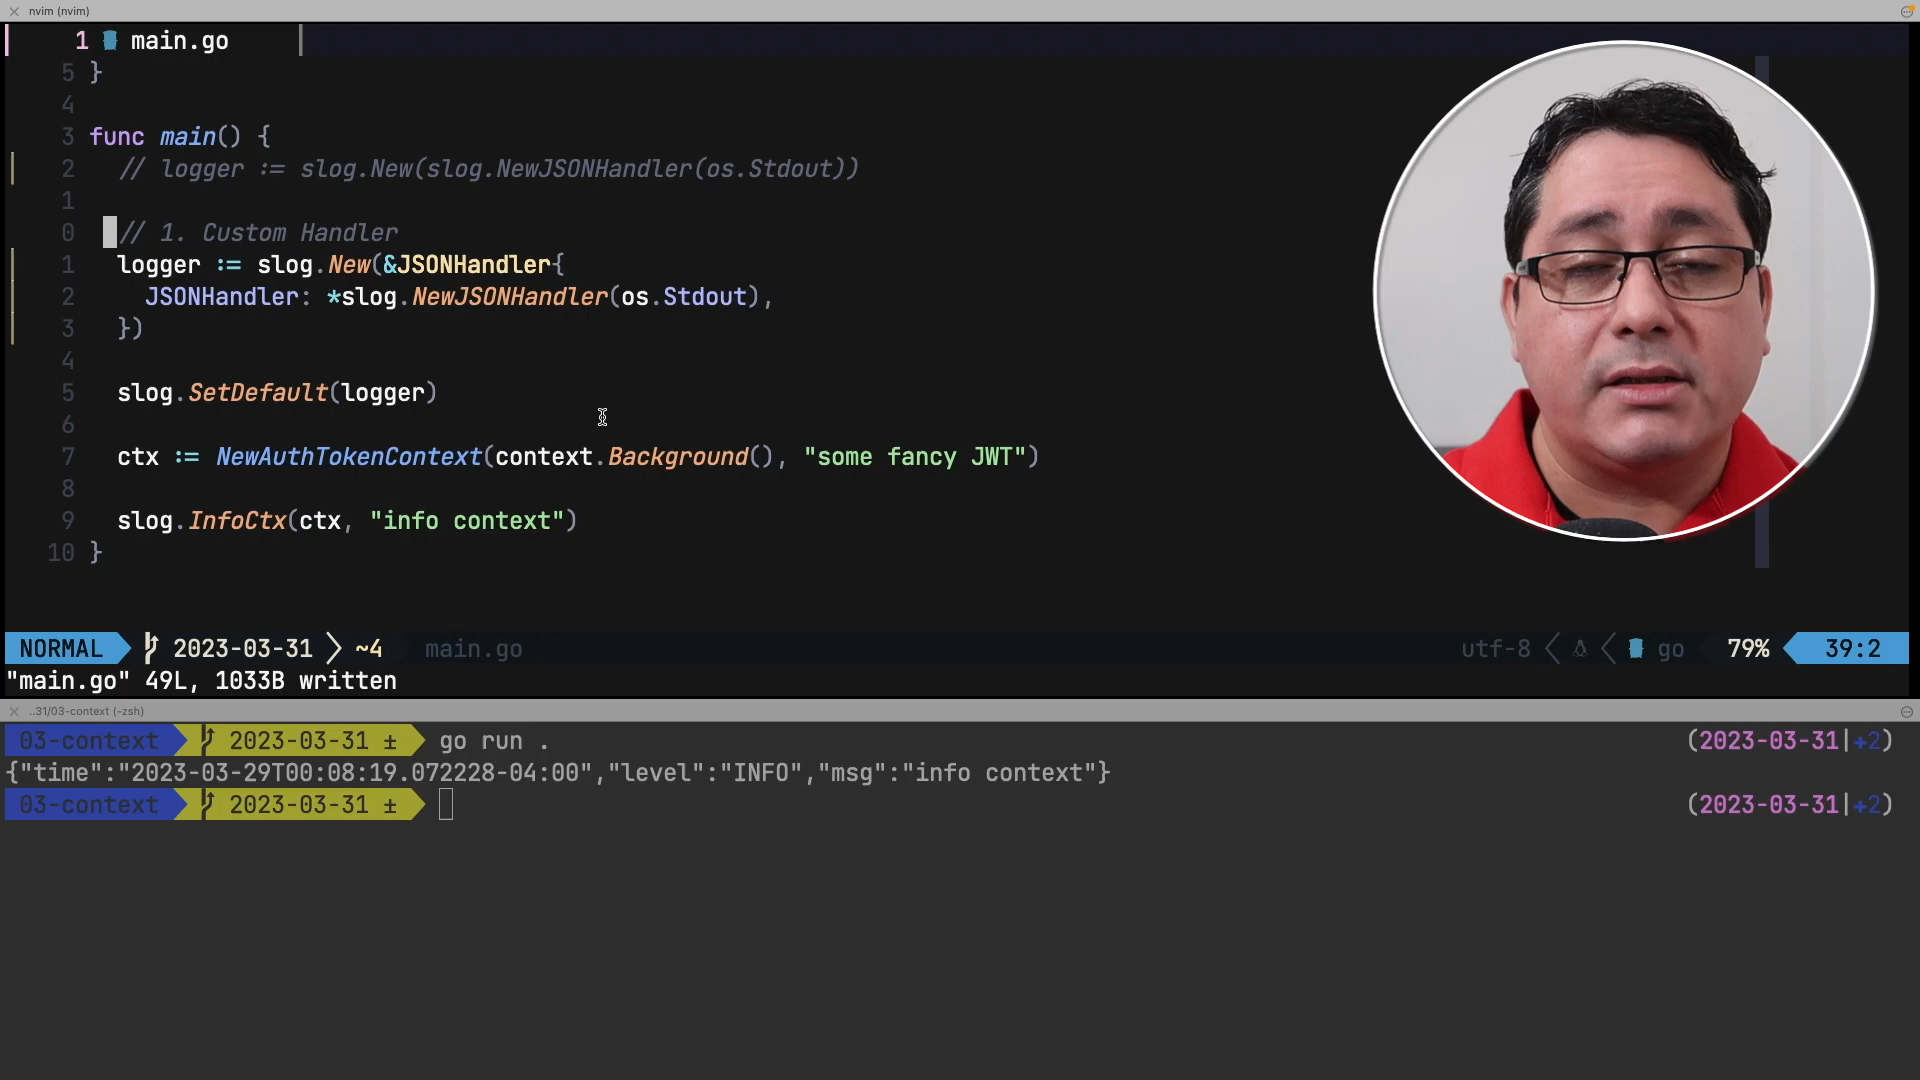 nvim (nvim)
1 main.go
5 }
4
3 func main() {
2 // logger := slog.New(slog.NewJSONHandler(os.Stdout))
1
0 // 1. Custom Handler
1 logger := slog.New(&JSONHandler{
2 JSONHandler: *slog.NewJSONHandler(os.Stdout),
3 })
4
5 slog.SetDefault(logger)
6
7 ctx := NewAuthTokenContext(context.Background(), "some fancy JWT")
8
9 slog.InfoCtx(ctx, "info context")
10 }
NORMAL 2023-03-31 ~4 main.go utf-8 go 79% 39:2
"main.go" 49L, 1033B written
..31/03-context (-zsh)
03-context 2023-03-31 ± go run . (2023-03-31|+2)
{"time":"2023-03-29T00:08:19.072228-04:00","level":"INFO","msg":"info context"}
03-context 2023-03-31 ± (2023-03-31|+2)